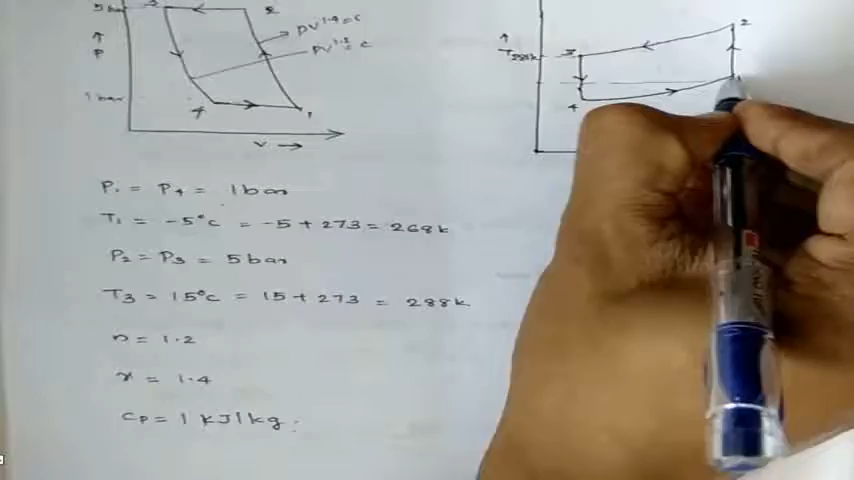 3
2
5 bar
PV^1.4 = C
P
PV^1.2 = C
1 bar
4
1
V
2
T
288K
3
4
P1 = P4 = 1 bar
T1 = -5°C = -5 + 273 = 268K
P2 = P3 = 5 bar
T3 = 15°C = 15 + 273 = 288K
n = 1.2
γ = 1.4
CP = 1 KJ/kg